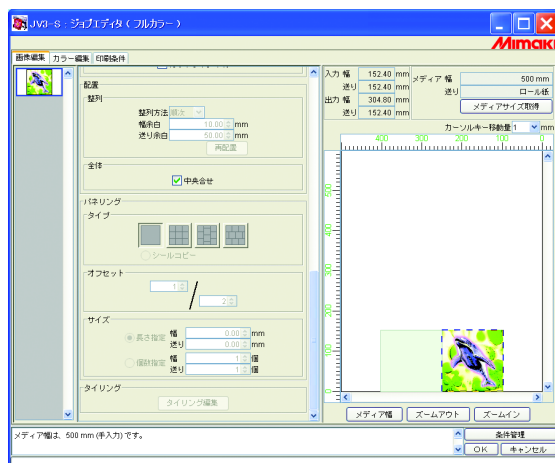 JV3-S：ジョブエディタ（フルカラー）
Mimaki
画像編集 カラー編集 印刷条件
配置
整列
整列方法 順次
幅余白 10.00 mm
送り余白 50.00 mm
再配置
全体
中央合せ
パネリング
タイプ
シールコピー
オフセット
1 / 2
サイズ
長さ指定 幅 0.00 mm
送り 0.00 mm
個数指定 幅 1 個
送り 1 個
タイリング
タイリング編集
入力 幅 152.40 mm
送り 152.40 mm
出力 幅 304.80 mm
送り 152.40 mm
メディア 幅 500 mm
送り ロール紙
メディアサイズ取得
カーソルキー移動量 1 mm
400 300 200 100 0
500
400
300
200
100
0
メディア幅 ズームアウト ズームイン
メディア幅は、500 mm (手入力) です。
条件管理
OK キャンセル